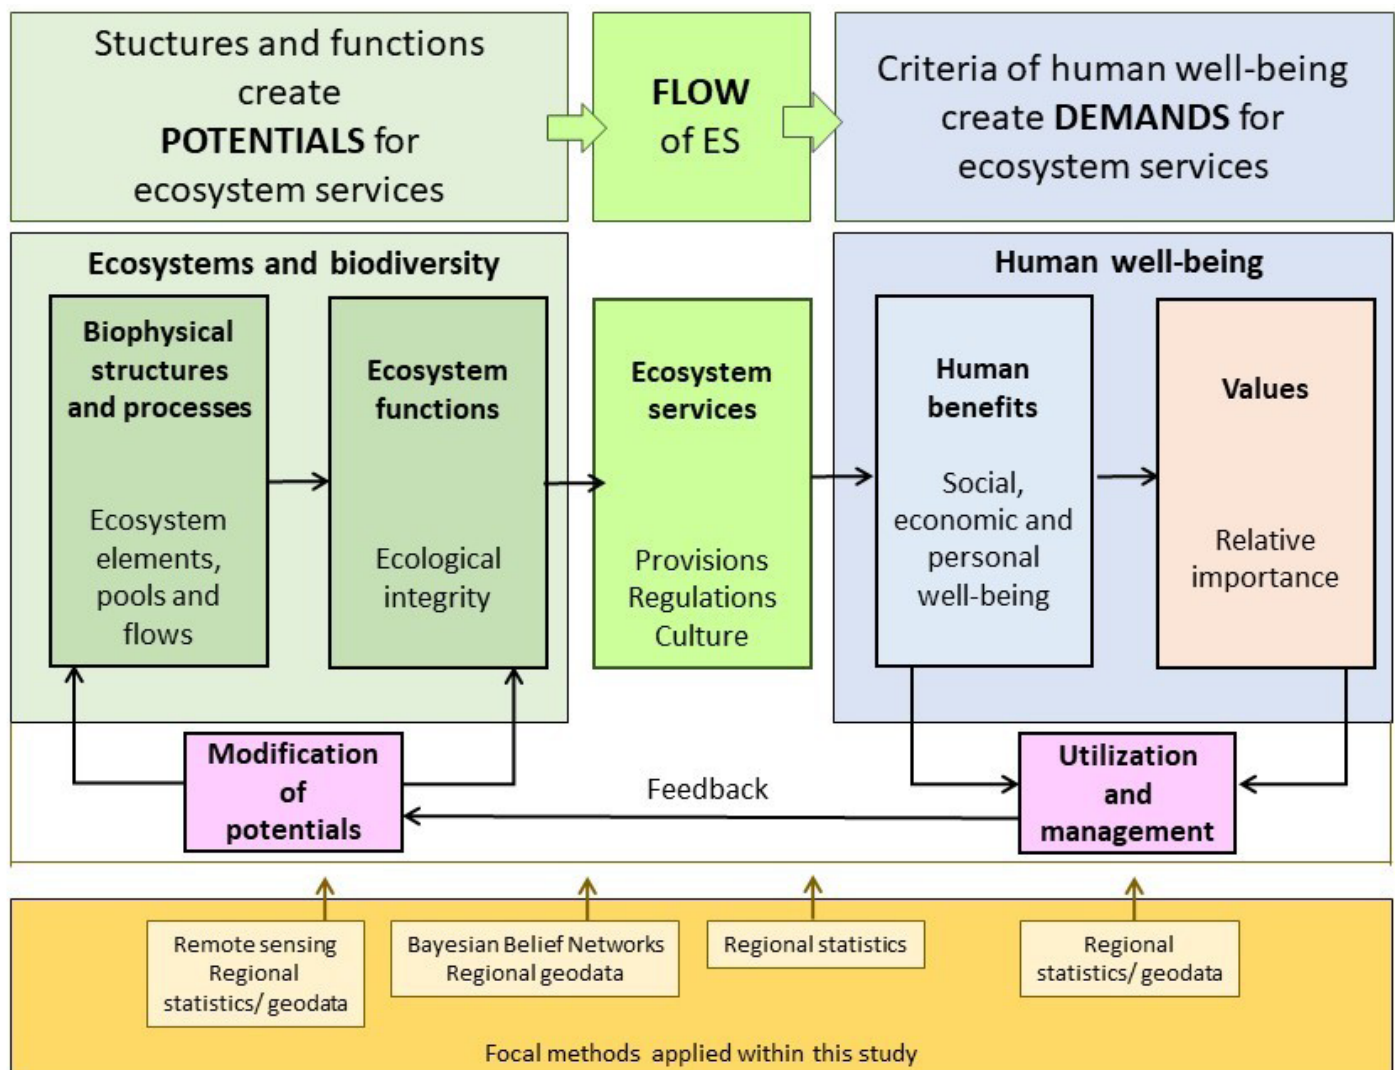 Stuctures and functions
create
POTENTIALS for
ecosystem services
FLOW
of ES
Criteria of human well-being
create DEMANDS for
ecosystem services
Ecosystems and biodiversity
Biophysical
structures
and processes
Ecosystem
elements,
pools and
flows
Ecosystem
functions
Ecological
integrity
Ecosystem
services
Provisions
Regulations
Culture
Human well-being
Human
benefits
Social,
economic and
personal
well-being
Values
Relative
importance
Modification
of
potentials
Feedback
Utilization
and
management
Remote sensing
Regional
statistics/ geodata
Bayesian Belief Networks
Regional geodata
Regional statistics
Regional
statistics/ geodata
Focal methods applied within this study